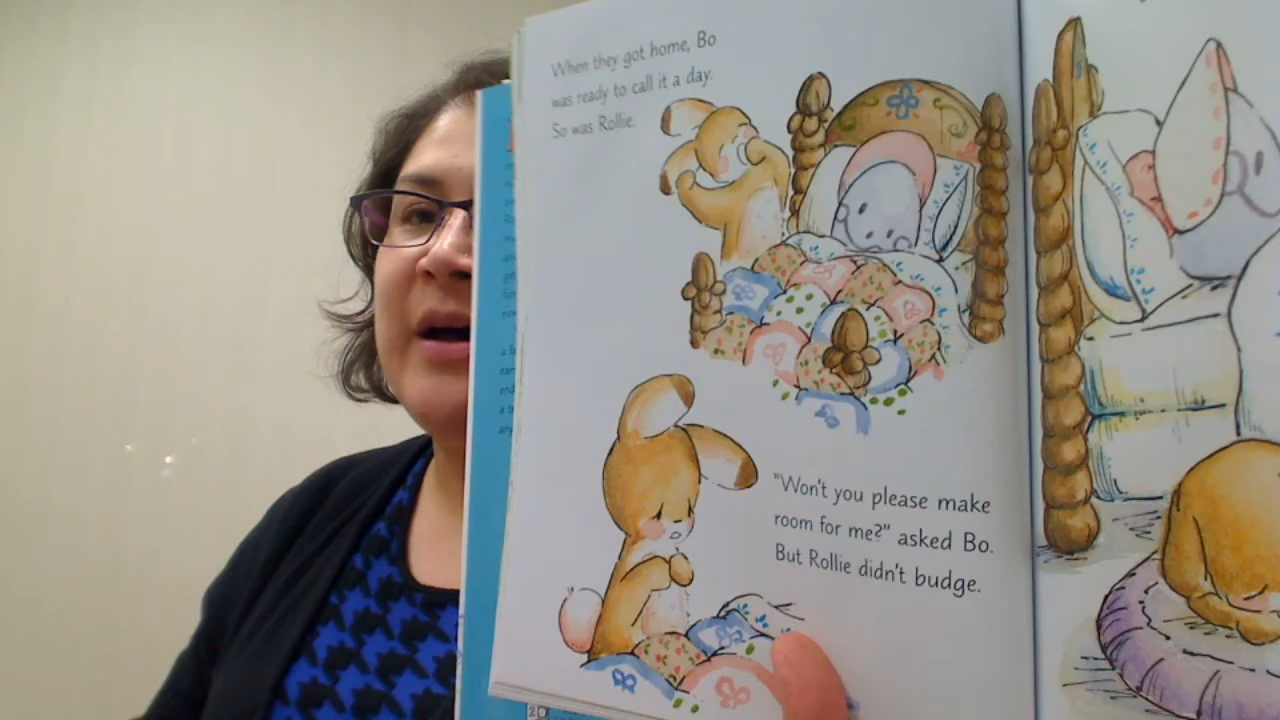 When they got home, Bo
was ready to call it a day.
So was Rollie.
"Won't you please make
room for me?" asked Bo.
But Rollie didn't budge.